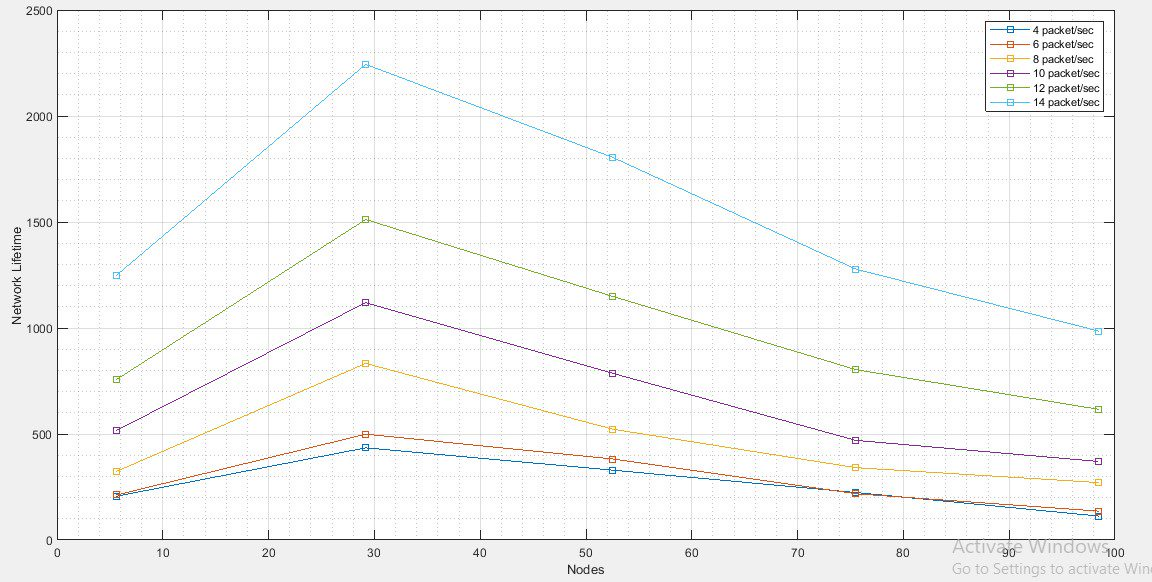 2500
2000
1500
1000
500
0
Network Lifetime
4 packet/sec
6 packet/sec
8 packet/sec
10 packet/sec
12 packet/sec
14 packet/sec
0 10 20 30 40 50 60 70 80 90 100
Nodes
Activate Windows
Go to Settings to activate Win